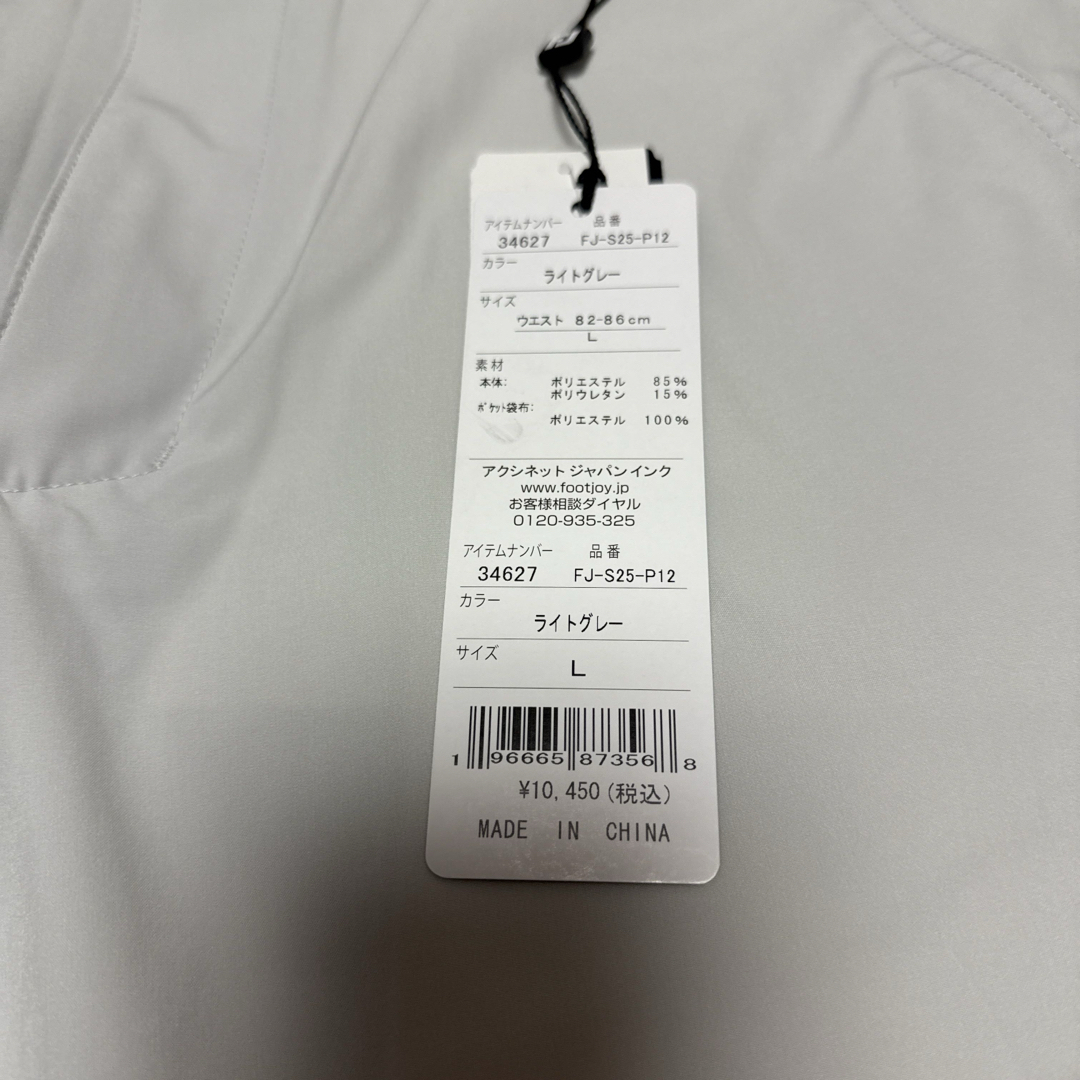 アイテムナンバー 品番
34627 FJ-S25-P12
カラー
ライトグレー
サイズ
ウエスト 82-86cm
L
素材
本体: ポリエステル 85%
ポリウレタン 15%
ポケット袋布:
ポリエステル 100%
アクシネット ジャパン インク
www.footjoy.jp
お客様相談ダイヤル
0120-935-325
アイテムナンバー 品番
34627 FJ-S25-P12
カラー
ライトグレー
サイズ
L
1 96665 87356 8
¥10,450(税込)
MADE IN CHINA